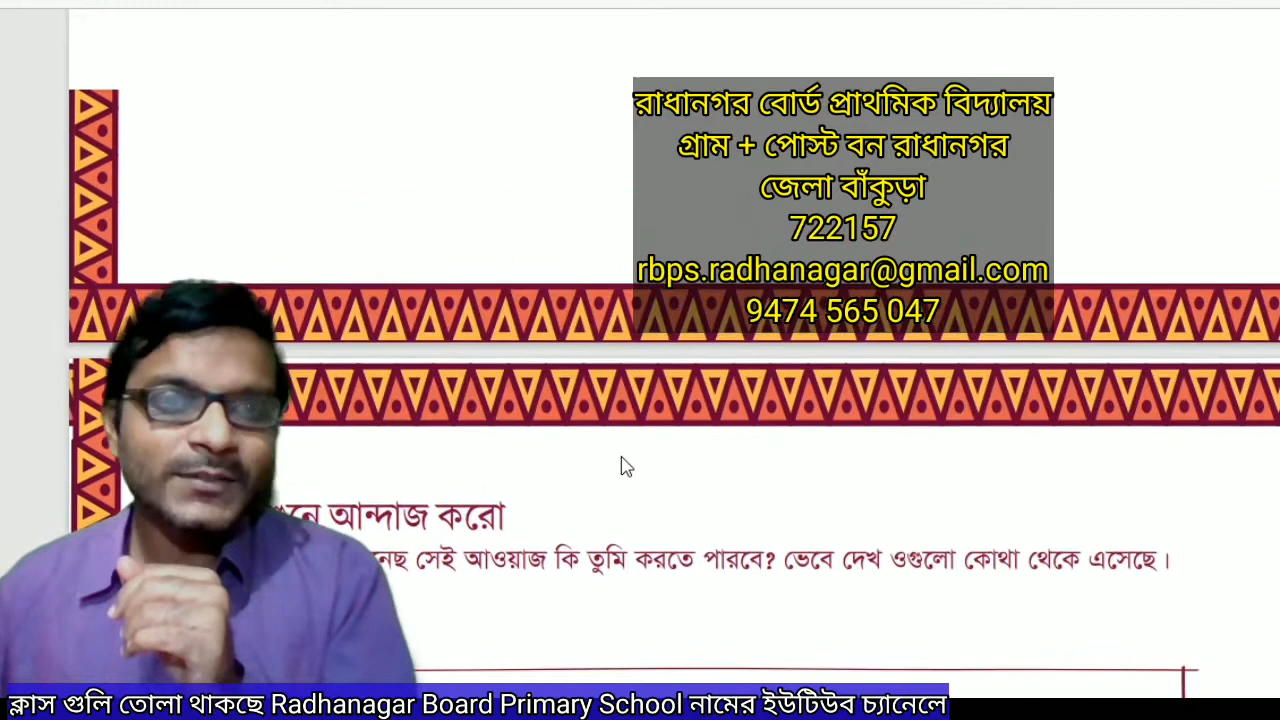 রাধানগর বোর্ড প্রাথমিক বিদ্যালয়
গ্রাম + পোস্ট বন রাধানগর
জেলা বাঁকুড়া
722157
rbps.radhanagar@gmail.com
9474 565 047
আন্দাজ করো
সেই আওয়াজ কি তুমি করতে পারবে? ভেবে দেখ ওগুলো কোথা থেকে এসেছে।
ক্লাস গুলি তোলা থাকছে Radhanagar Board Primary School নামের ইউটিউব চ্যানেলে